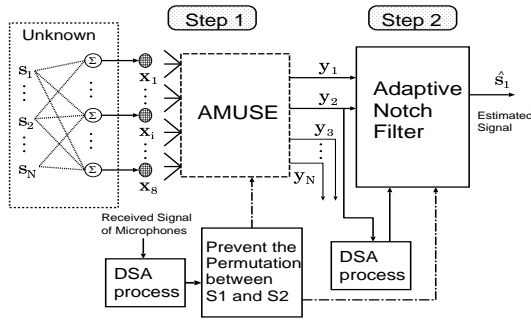 Step 1
Step 2
Unknown
s1
s2
sN
Σ
Σ
Σ
x1
xi
x8
AMUSE
y1
y2
y3
yN
Adaptive
Notch
Filter
ŝ1
Estimated
Signal
Received Signal
of Microphones
DSA
process
Prevent the
Permutation
between
S1 and S2
DSA
process